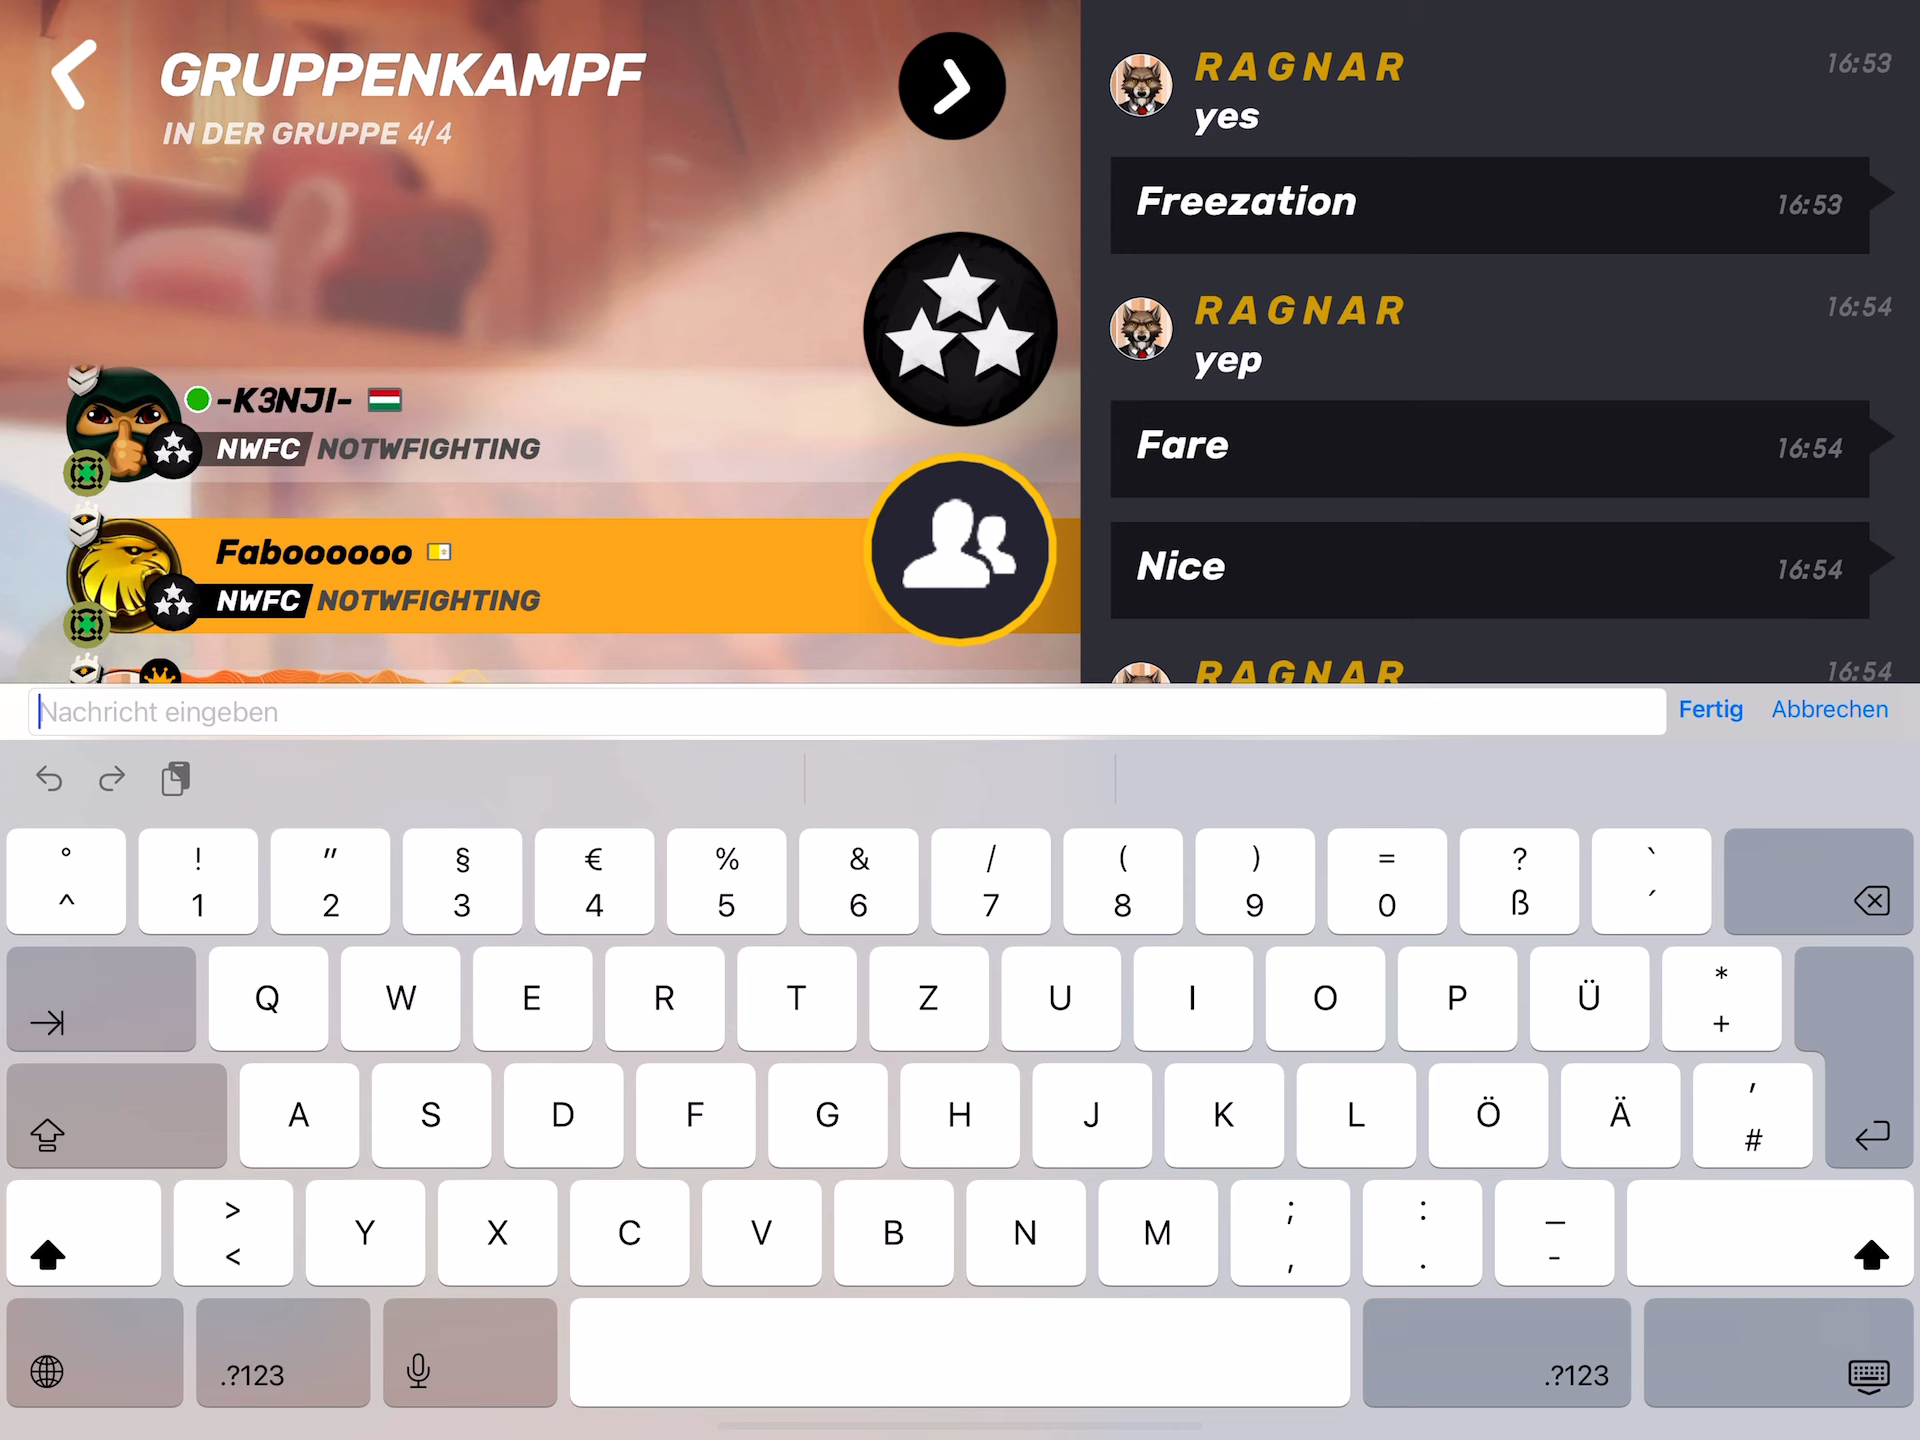 GRUPPENKAMPF
IN DER GRUPPE 4/4
-K3NJI-
NWFC NOTWFIGHTING
Faboooooo
NWFC NOTWFIGHTING
RAGNAR 16:53
yes
Freezation 16:53
RAGNAR 16:54
yep
Fare 16:54
Nice 16:54
RAGNAR 16:54
Nachricht eingeben Fertig Abbrechen
° ! " § € % & / ( ) = ? `
^ 1 2 3 4 5 6 7 8 9 0 ß ´
Q W E R T Z U I O P Ü *
+
A S D F G H J K L Ö Ä '
#
> Y X C V B N M ; : _
< , . -
.?123 .?123